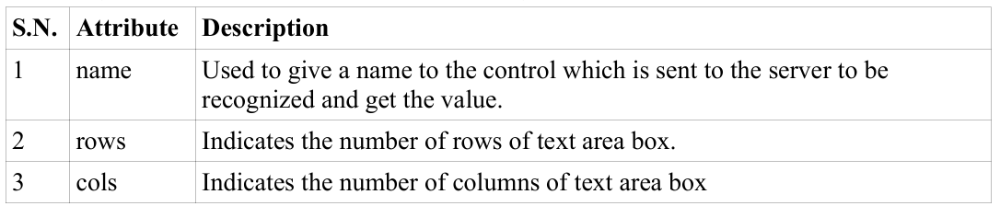 S.N. Attribute Description
1 name Used to give a name to the control which is sent to the server to be
recognized and get the value.
2 rows Indicates the number of rows of text area box.
3 cols Indicates the number of columns of text area box